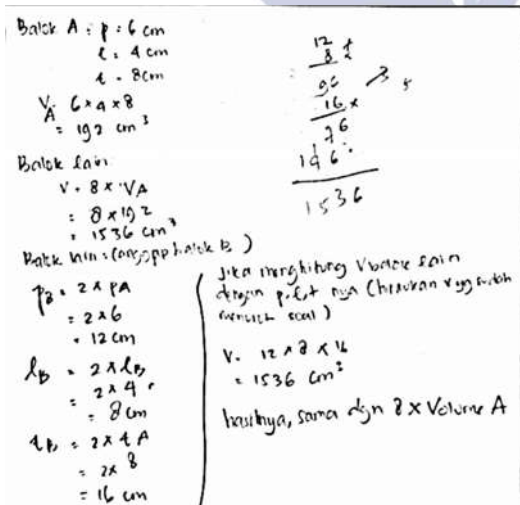 Balok A : p : 6 cm
l : 4 cm
t = 8cm
VA = 6 x 4 x 8
= 192 cm³
Balok lain
V = 8 x VA
= 8 x 192
= 1536 cm³
Balok lain : (anggap balok B)
pB = 2 x pA
= 2 x 6
= 12 cm
lB = 2 x lB
= 2 x 4
= 8 cm
tB = 2 x tA
= 2 x 8
= 16 cm
12
8 x
96
16 x
1536
Jika menghitung V balok lain
dengan p.l.t nya (
soal)
V = 12 x 8 x 16
= 1536 cm³
hasilnya, sama dgn 8 x Volume A